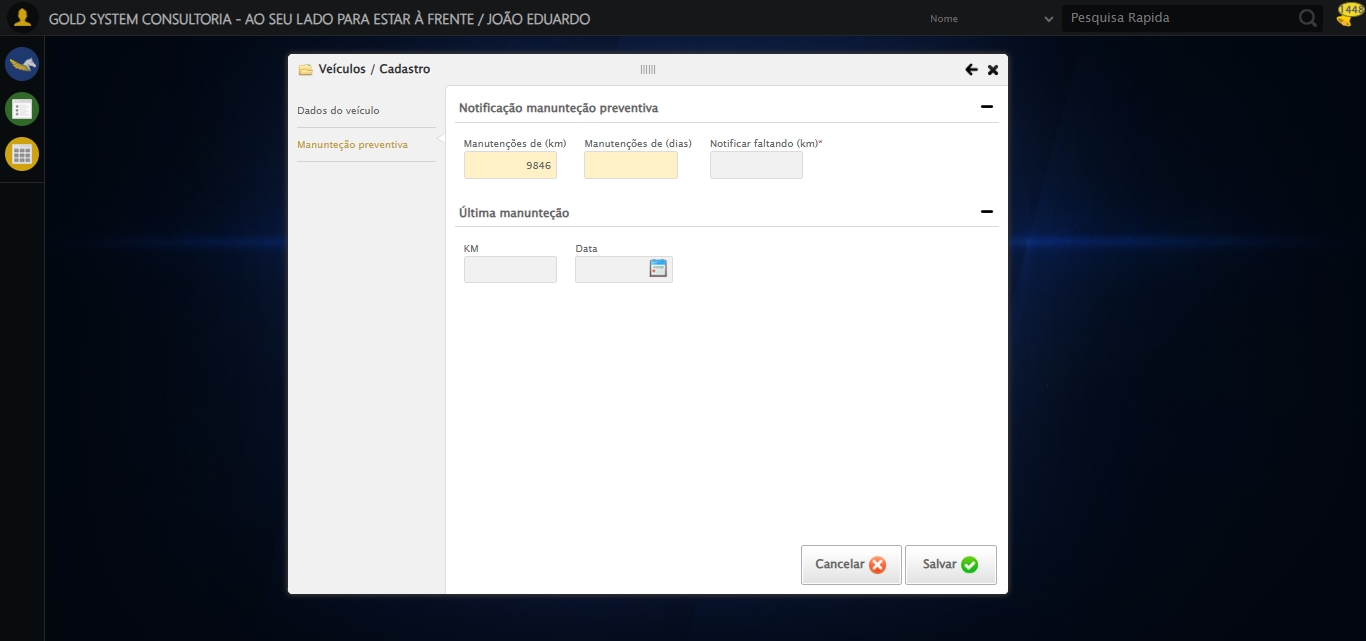 GOLD SYSTEM CONSULTORIA - AO SEU LADO PARA ESTAR À FRENTE / JOÃO EDUARDO
Nome
Pesquisa Rapida
1448
Veículos / Cadastro
Dados do veículo
Manunteção preventiva
Notificação manunteção preventiva
Manutenções de (km) Manutenções de (dias) Notificar faltando (km)*
9846
Última manunteção
KM Data
Cancelar Salvar